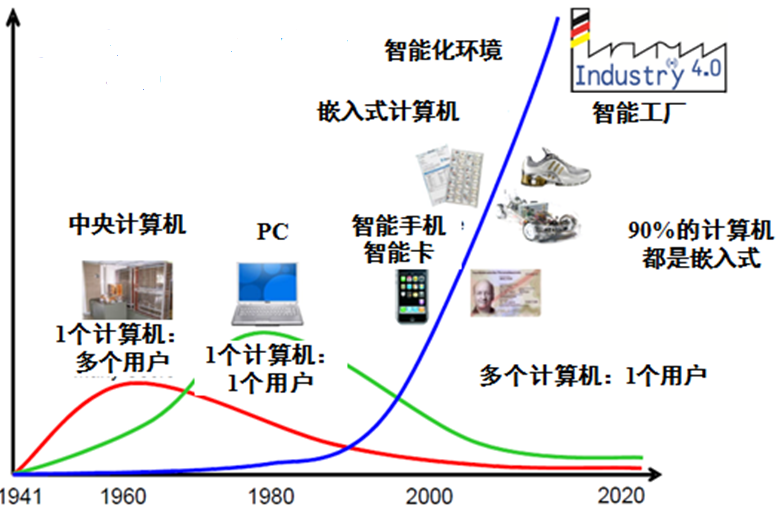 智能化环境
Industry 4.0
嵌入式计算机
智能工厂
中央计算机
PC
智能手机
智能卡
90%的计算机
都是嵌入式
1个计算机：
多个用户
1个计算机：
1个用户
多个计算机：1个用户
1941
1960
1980
2000
2020